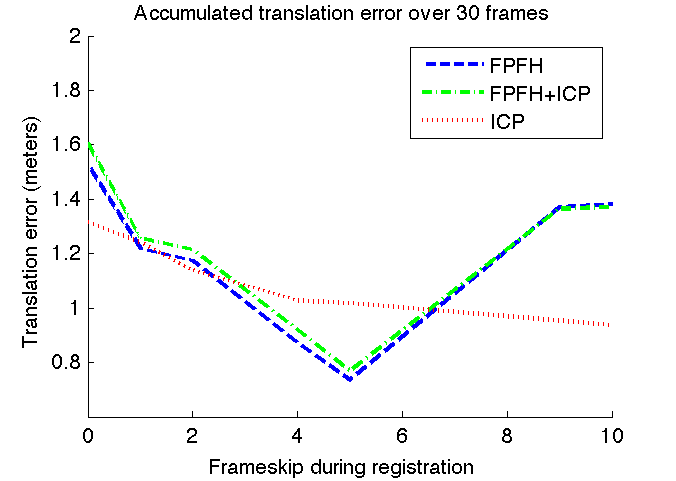 Accumulated translation error over 30 frames
2
1.8
1.6
1.4
1.2
1
0.8
Translation error (meters)
FPFH
FPFH+ICP
ICP
0 2 4 6 8 10
Frameskip during registration